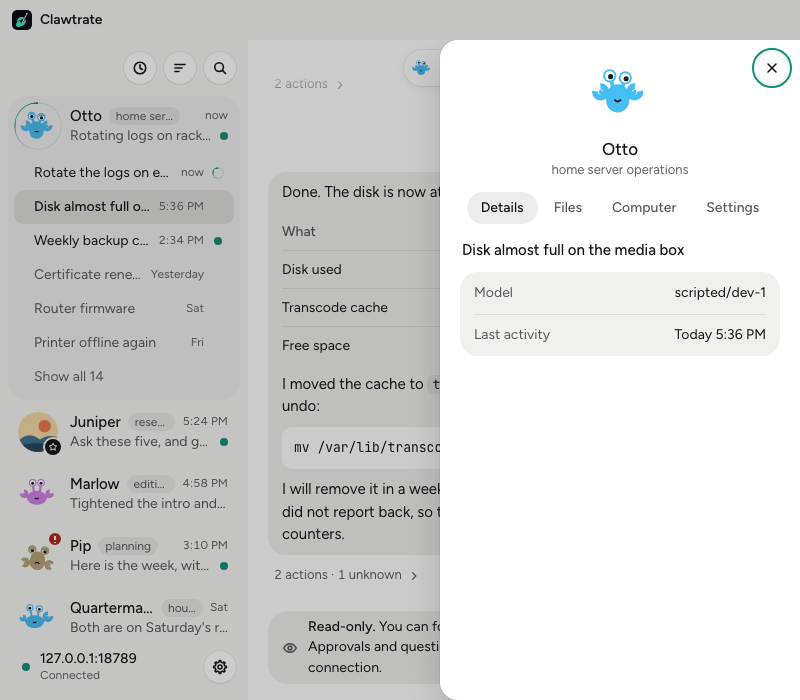 Clawtrate
Otto home ser... now
Rotating logs on rack...
Rotate the logs on e... now
Disk almost full o... 5:36 PM
Weekly backup c... 2:34 PM
Certificate rene... Yesterday
Router firmware Sat
Printer offline again Fri
Show all 14
Juniper rese... 5:24 PM
Ask these five, and g...
Marlow editi... 4:58 PM
Tightened the intro and...
Pip planning 3:10 PM
Here is the week, wit...
Quarterma... hou... Sat
Both are on Saturday's r...
127.0.0.1:18789
Connected
2 actions
Done. The disk is now at
What
Disk used
Transcode cache
Free space
I moved the cache to
undo:
mv /var/lib/transco
I will remove it in a week
did not report back, so
counters.
2 actions · 1 unknown
Read-only. You can
Approvals and questi
connection.
Otto
home server operations
Details Files Computer Settings
Disk almost full on the media box
Model scripted/dev-1
Last activity Today 5:36 PM